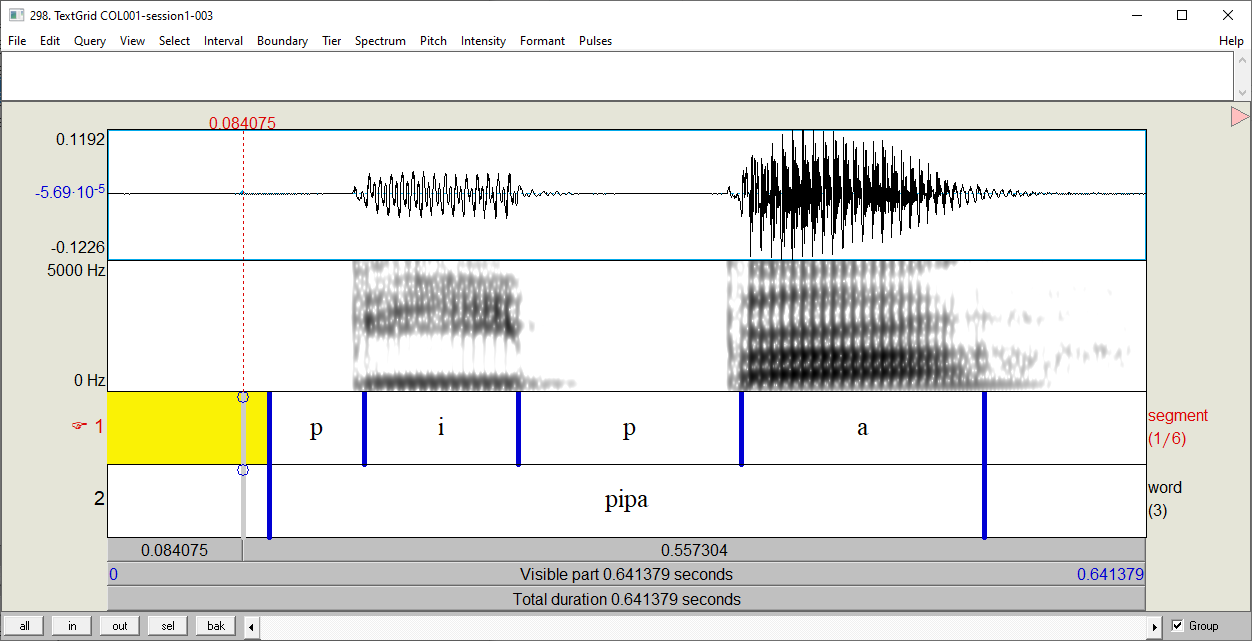 298. TextGrid COL001-session1-003
File Edit Query View Select Interval Boundary Tier Spectrum Pitch Intensity Formant Pulses Help
0.084075
0.1192
-5.69·10⁻⁵
-0.1226
5000 Hz
0 Hz
☞ 1 p i p a segment
(1/6)
2 pipa word
(3)
0.084075 0.557304
0 Visible part 0.641379 seconds 0.641379
Total duration 0.641379 seconds
all in out sel bak Group